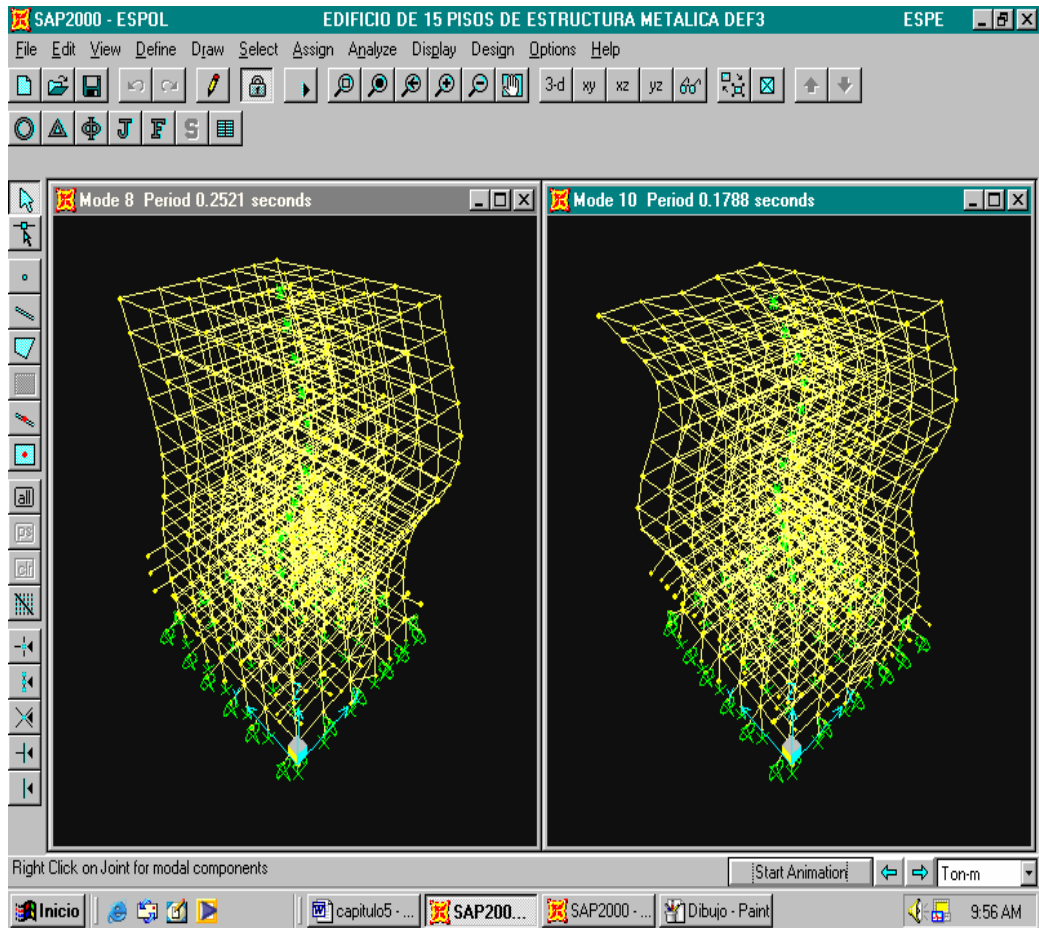 SAP2000 - ESPOL EDIFICIO DE 15 PISOS DE ESTRUCTURA METALICA DEF3 ESPE
File Edit View Define Draw Select Assign Analyze Display Design Options Help
3-d xy xz yz
J F S
Mode 8 Period 0.2521 seconds
Mode 10 Period 0.1788 seconds
all
ps
clr
Right Click on Joint for modal components
Start Animation
Ton-m
Inicio
capitulo5 - ...
SAP200...
SAP2000 - ...
Dibujo - Paint
9:56 AM